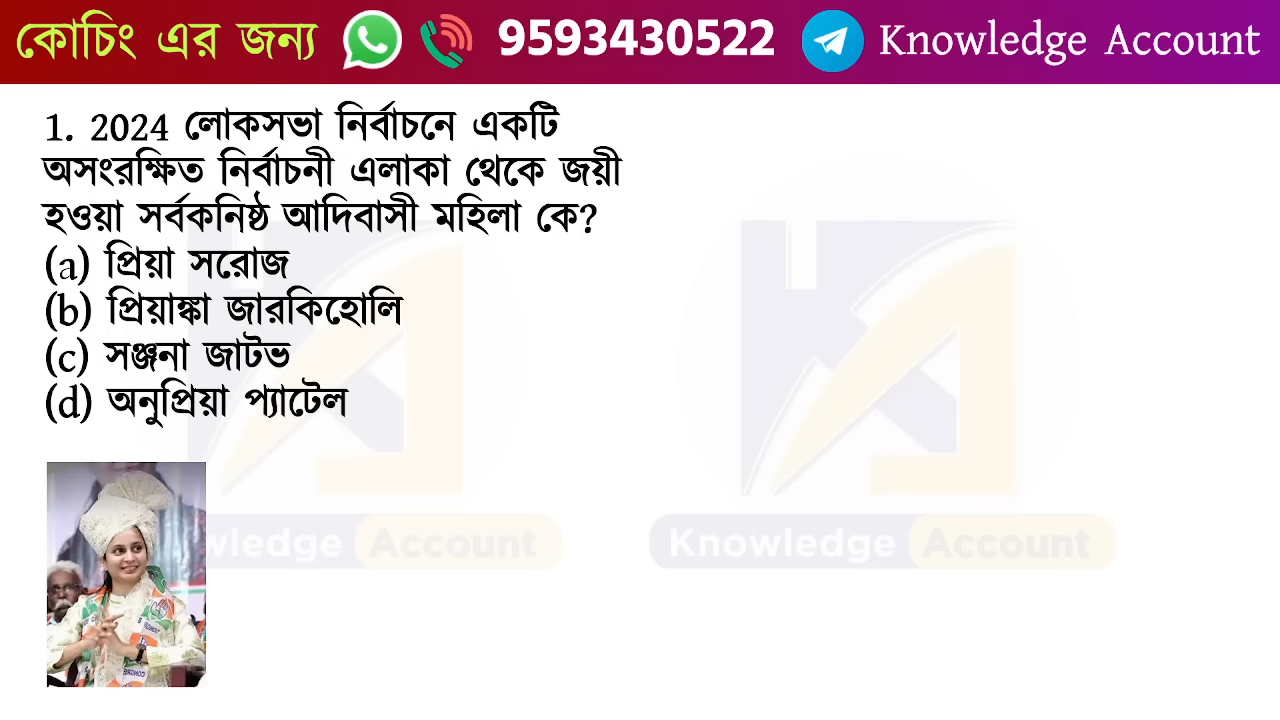 কোচিং এর জন্য 9593430522 Knowledge Account
1. 2024 লোকসভা নির্বাচনে একটি
অসংরক্ষিত নির্বাচনী এলাকা থেকে জয়ী
হওয়া সর্বকনিষ্ঠ আদিবাসী মহিলা কে?
(a) প্রিয়া সরোজ
(b) প্রিয়াঙ্কা জারকিহোলি
(c) সঞ্জনা জাটভ
(d) অনুপ্রিয়া প্যাটেল
wledge Account
Knowledge Account